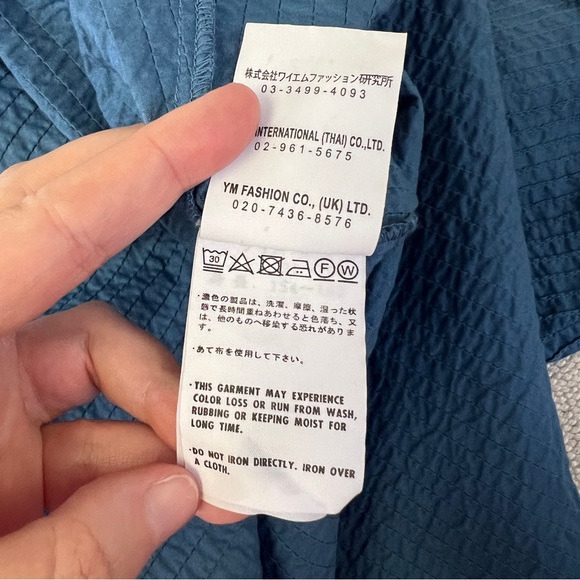 株式会社ワイエムファッション研究所
03-3499-4093
INTERNATIONAL (THAI) CO.,LTD.
02-961-5675
YM FASHION CO., (UK) LTD.
020-7436-8576
30 P F W
・濃色の製品は、洗濯、摩擦、湿った状
態で長時間重ねあわせると色落ち、又
は、他のものへ移染する恐れがありま
す。
・あて布を使用して下さい。
・THIS GARMENT MAY EXPERIENCE
COLOR LOSS OR RUN FROM WASH,
RUBBING OR KEEPING MOIST FOR
LONG TIME.
・DO NOT IRON DIRECTLY. IRON OVER
A CLOTH.